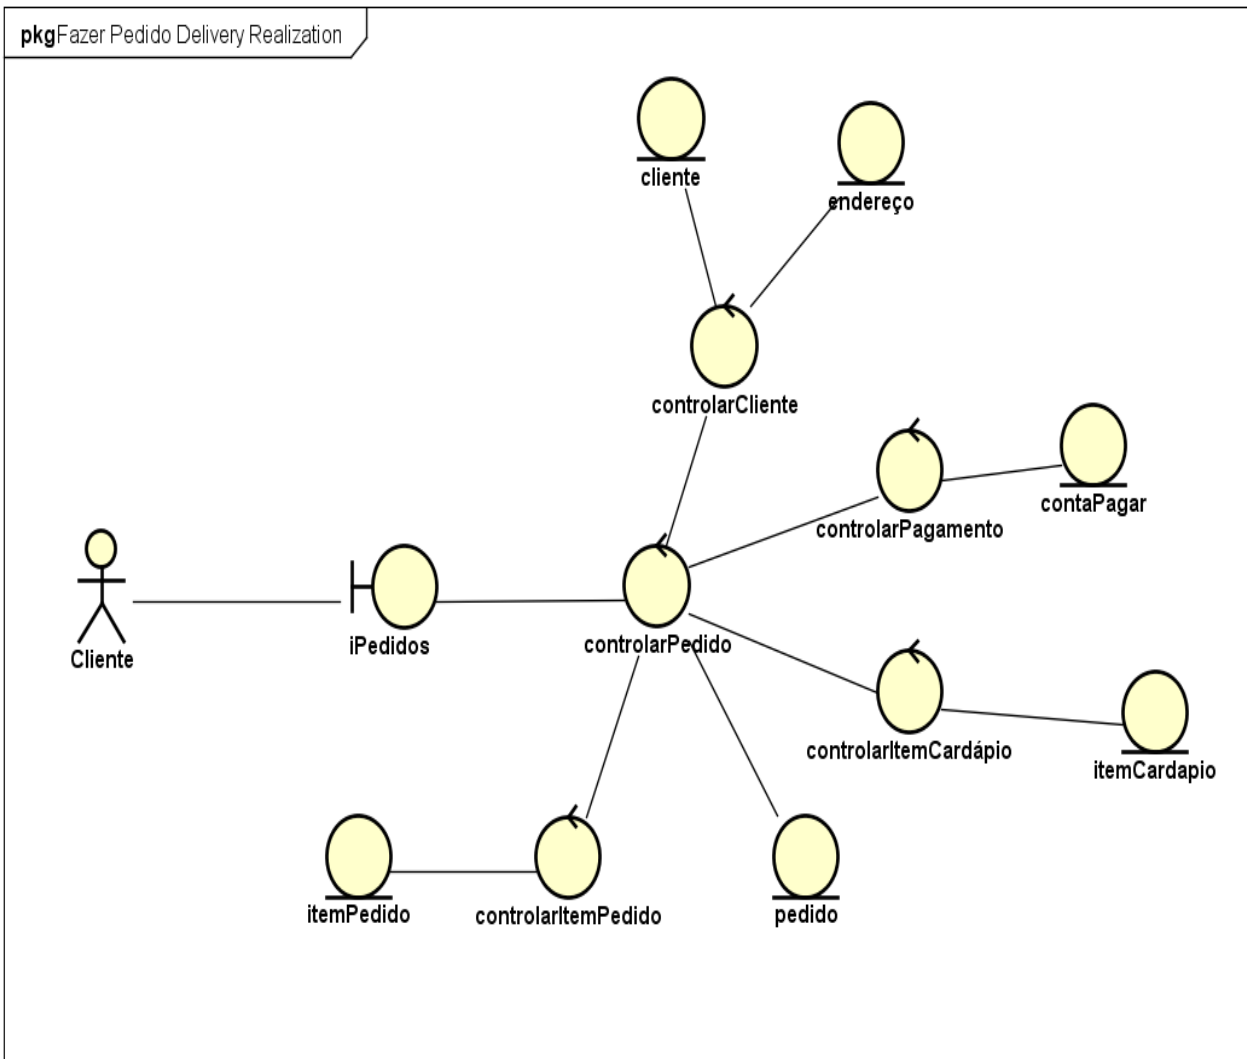 pkgFazer Pedido Delivery Realization
cliente
endereço
controlarCliente
contaPagar
controlarPagamento
controlarPedido
iPedidos
Cliente
controlarItemCardápio
itemCardapio
itemPedido
controlarItemPedido
pedido